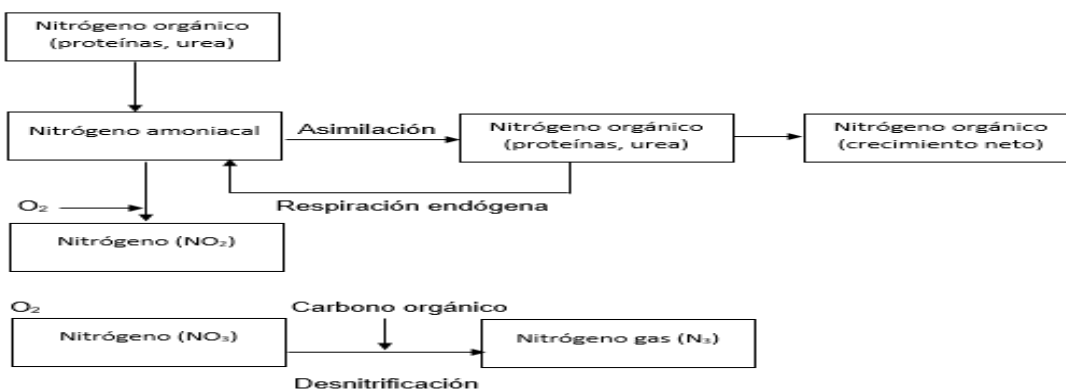 Nitrógeno orgánico
(proteínas, urea)
Nitrógeno amoniacal
Asimilación
Nitrógeno orgánico
(proteínas, urea)
Nitrógeno orgánico
(crecimiento neto)
O₂
Respiración endógena
Nitrógeno (NO₂)
O₂
Carbono orgánico
Nitrógeno (NO₃)
Nitrógeno gas (N₃)
Desnitrificación